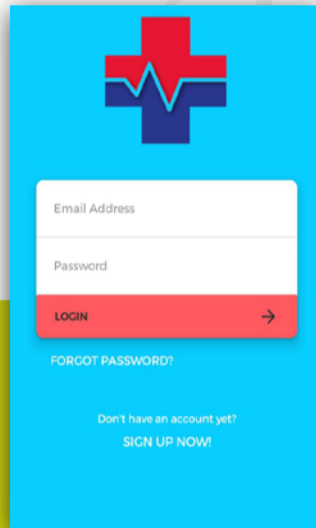 Email Address
Password
LOGIN
FORGOT PASSWORD?
Don't have an account yet?
SIGN UP NOW!